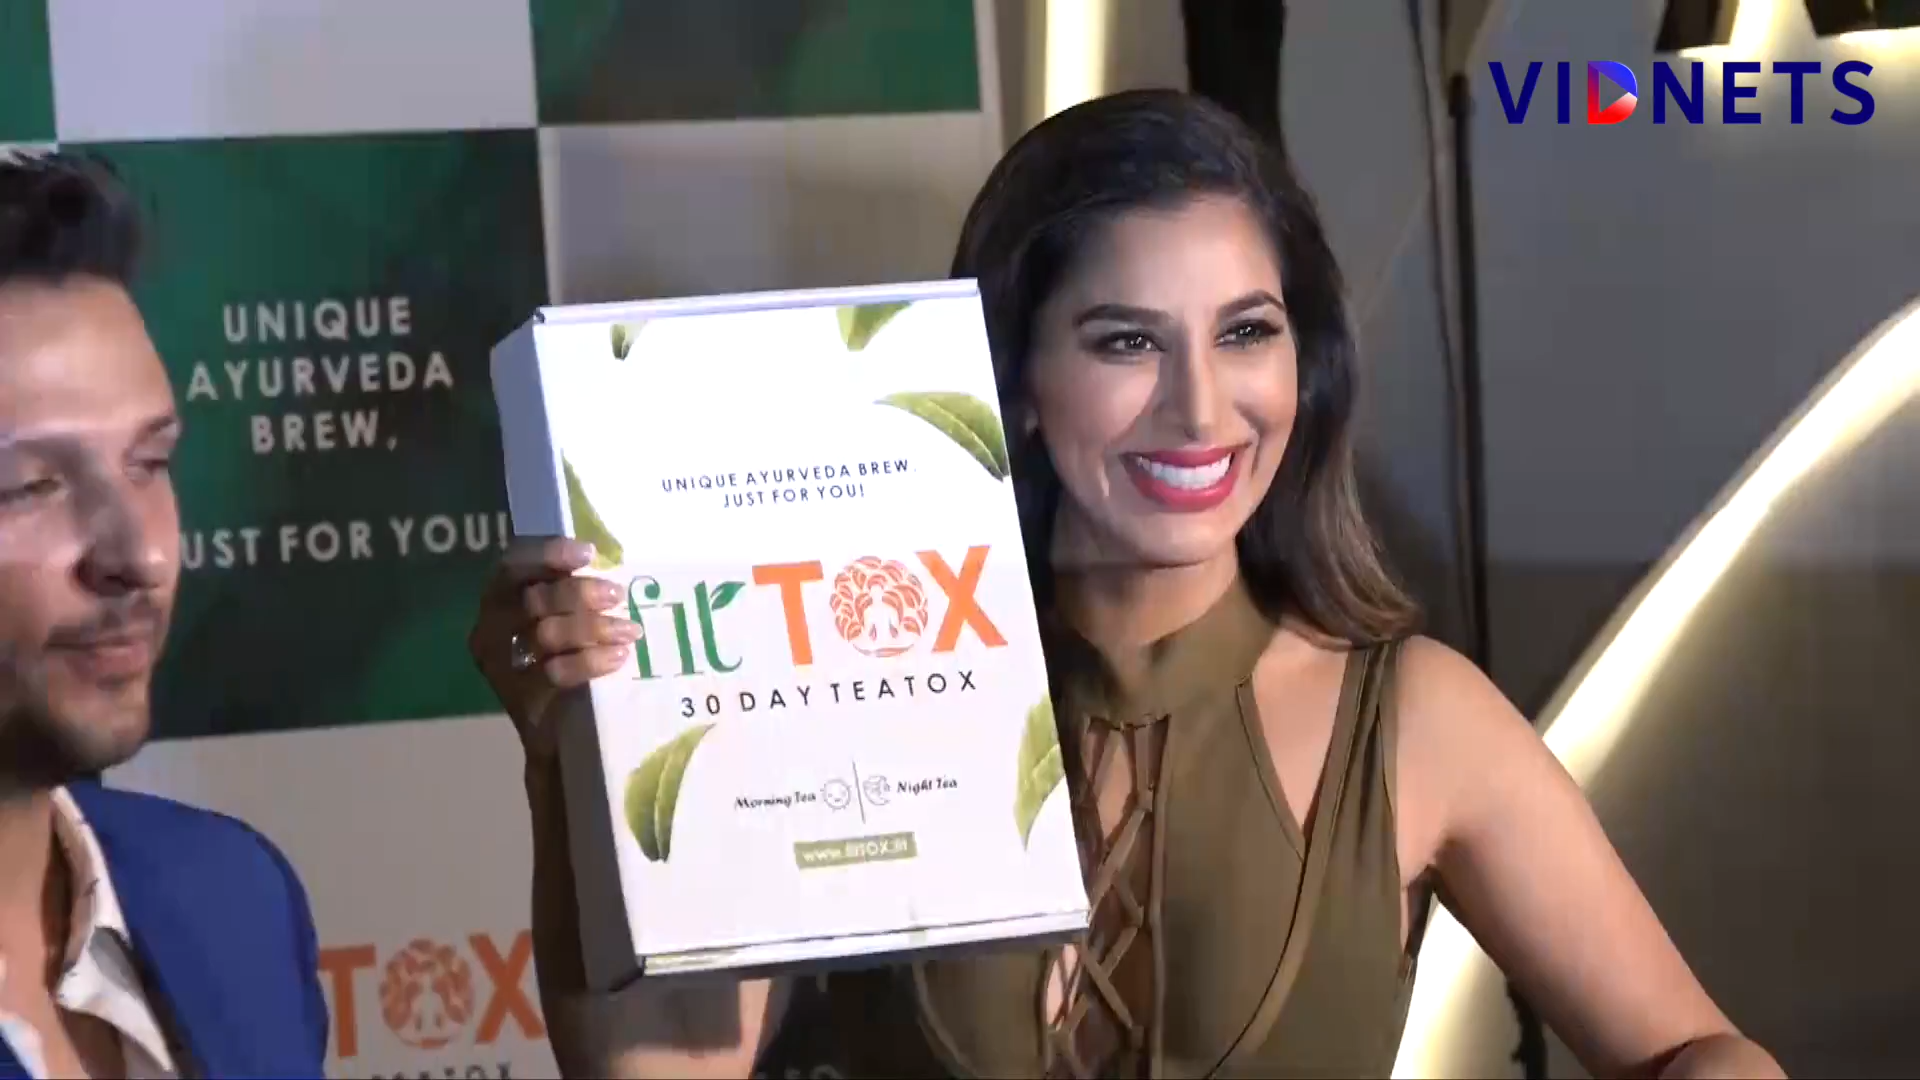 VIDNETS
UNIQUE
AYURVEDA
BREW,
UST FOR YOU!
UNIQUE AYURVEDA BREW.
JUST FOR YOU!
fit TOX
30 DAY TEATOX
Morning Tea
Night Tea
www.fitTOX.in
TOX